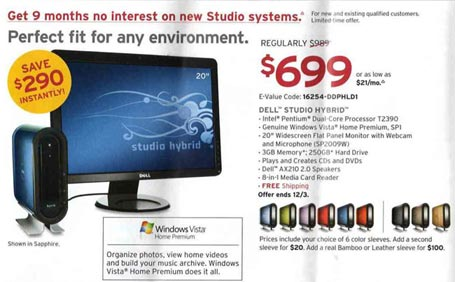 Get 9 months no interest on new Studio systems.^
For new and existing qualified customers.
Limited time offer.
Perfect fit for any environment.
SAVE
$290
INSTANTLY!
20"
studio hybrid
DELL
REGULARLY $989
$699
or as low as
$21/mo.^
E-Value Code: 16254-DDPHLD1
DELL™ STUDIO HYBRID™
• Intel® Pentium® Dual-Core Processor T2390
• Genuine Windows Vista® Home Premium, SP1
• 20" Widescreen Flat Panel Monitor with Webcam
and Microphone (SP2009W)
• 3GB Memory*; 250GB* Hard Drive
• Plays and Creates CDs and DVDs
• Dell™ AX210 2.0 Speakers
• 8-in-1 Media Card Reader
• FREE Shipping
Offer ends 12/3.
Shown in Sapphire.
Windows Vista™
Home Premium
Organize photos, view home videos
and build your music archive. Windows
Vista® Home Premium does it all.
Prices include your choice of 6 color sleeves. Add a second
sleeve for $20. Add a real Bamboo or Leather sleeve for $100.